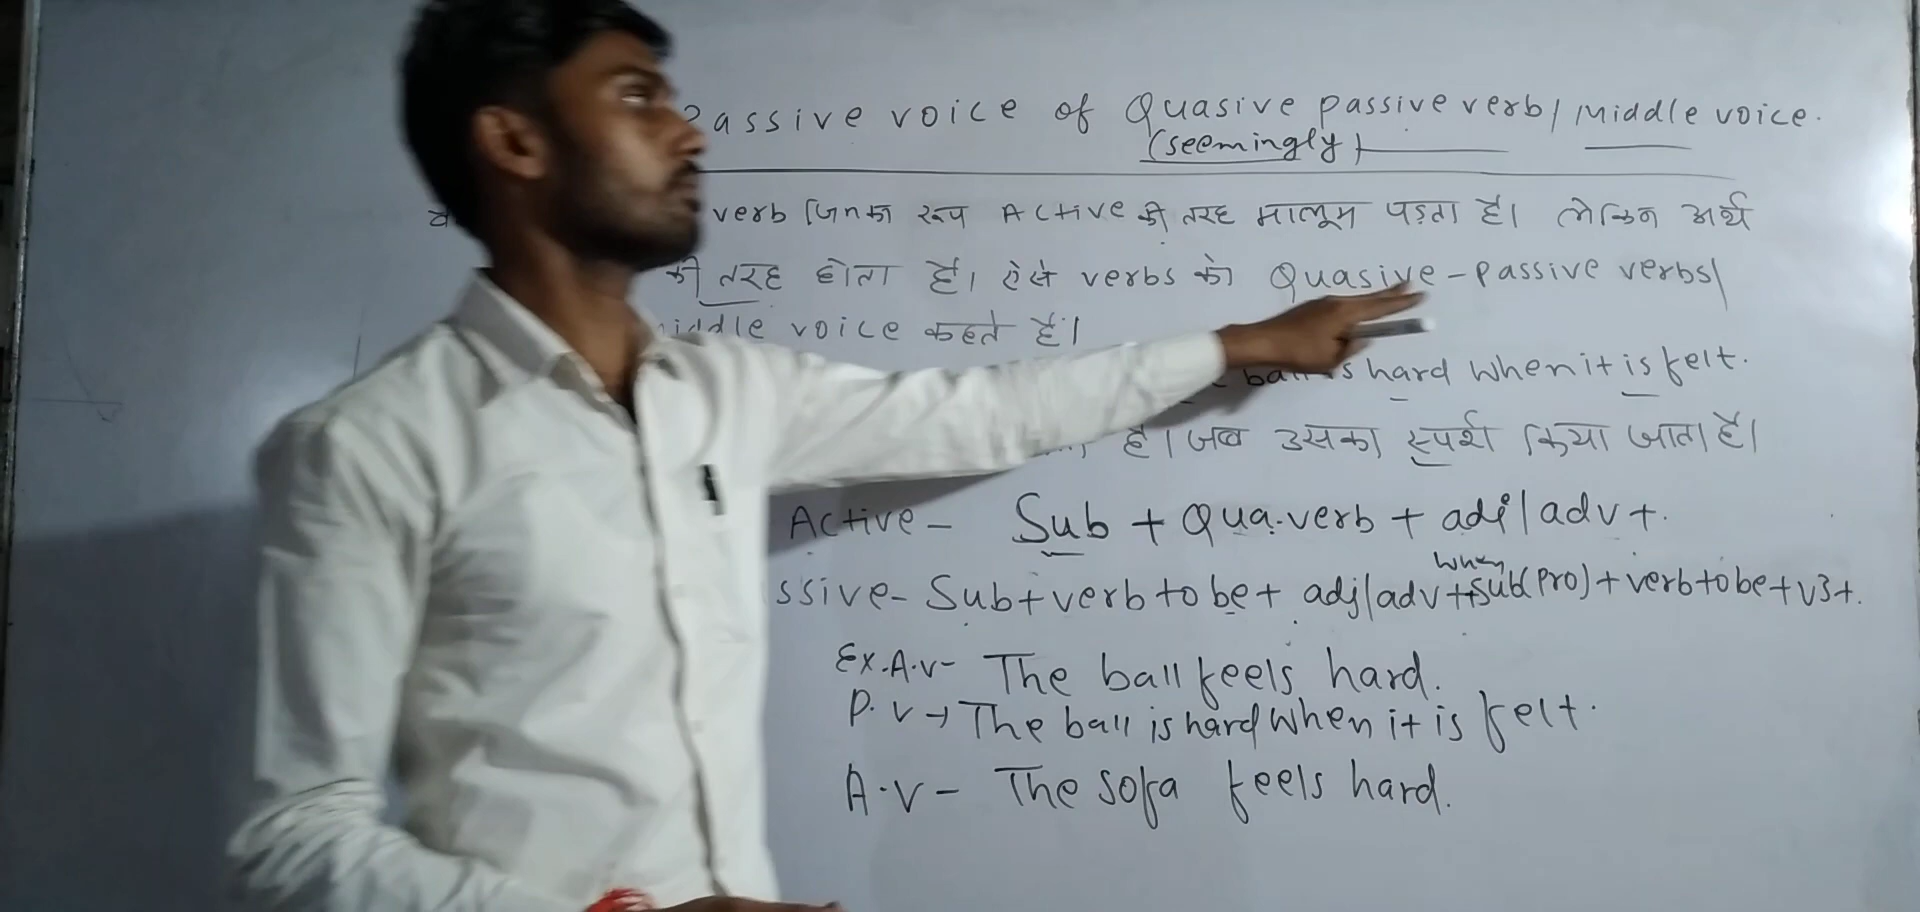 Passive voice of Quasive passive verb/Middle voice.
(seemingly)
verb जिनका रूप Active की तरह मालूम पड़ता है। लेकिन अर्थ
की तरह होता है। ऐसे verbs को Quasive-passive verbs/
iddle voice कहते हैं।
ball is hard when it is felt.
है। जब उसका स्पर्श किया जाता है।
Active- Sub + Qua.verb + adj/adv+.
when
ssive- Sub+verb to be+ adj/adv ++sub(pro)+verb to be+v3+.
Ex.A.v- The ball feels hard.
P.v→ The ball is hard when it is felt.
A.v- The sofa feels hard.